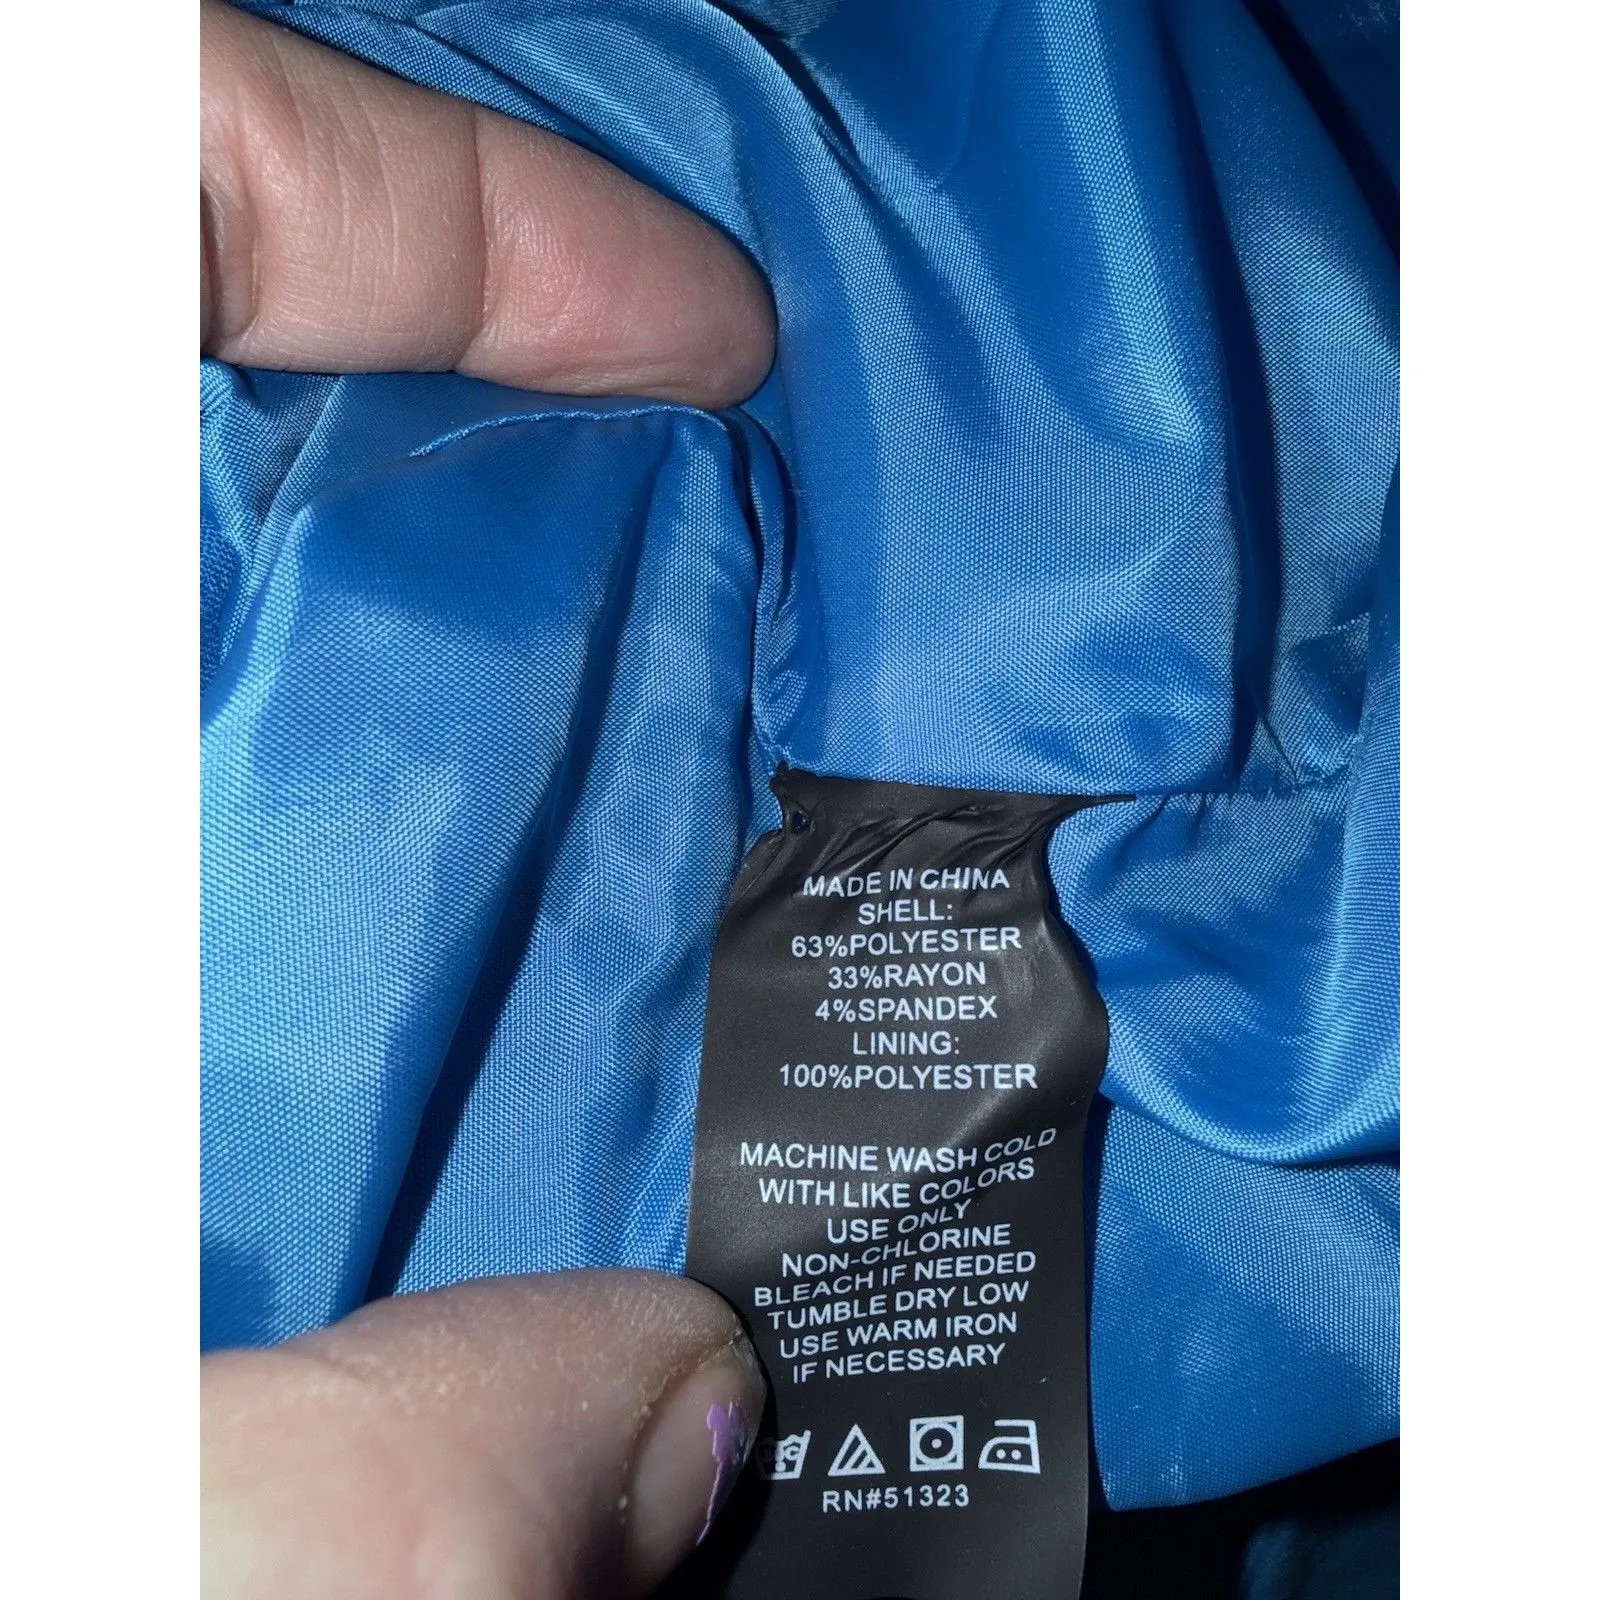 MADE IN CHINA
SHELL:
63%POLYESTER
33%RAYON
4%SPANDEX
LINING:
100%POLYESTER
MACHINE WASH COLD
WITH LIKE COLORS
USE ONLY
NON-CHLORINE
BLEACH IF NEEDED
TUMBLE DRY LOW
USE WARM IRON
IF NECESSARY
RN#51323